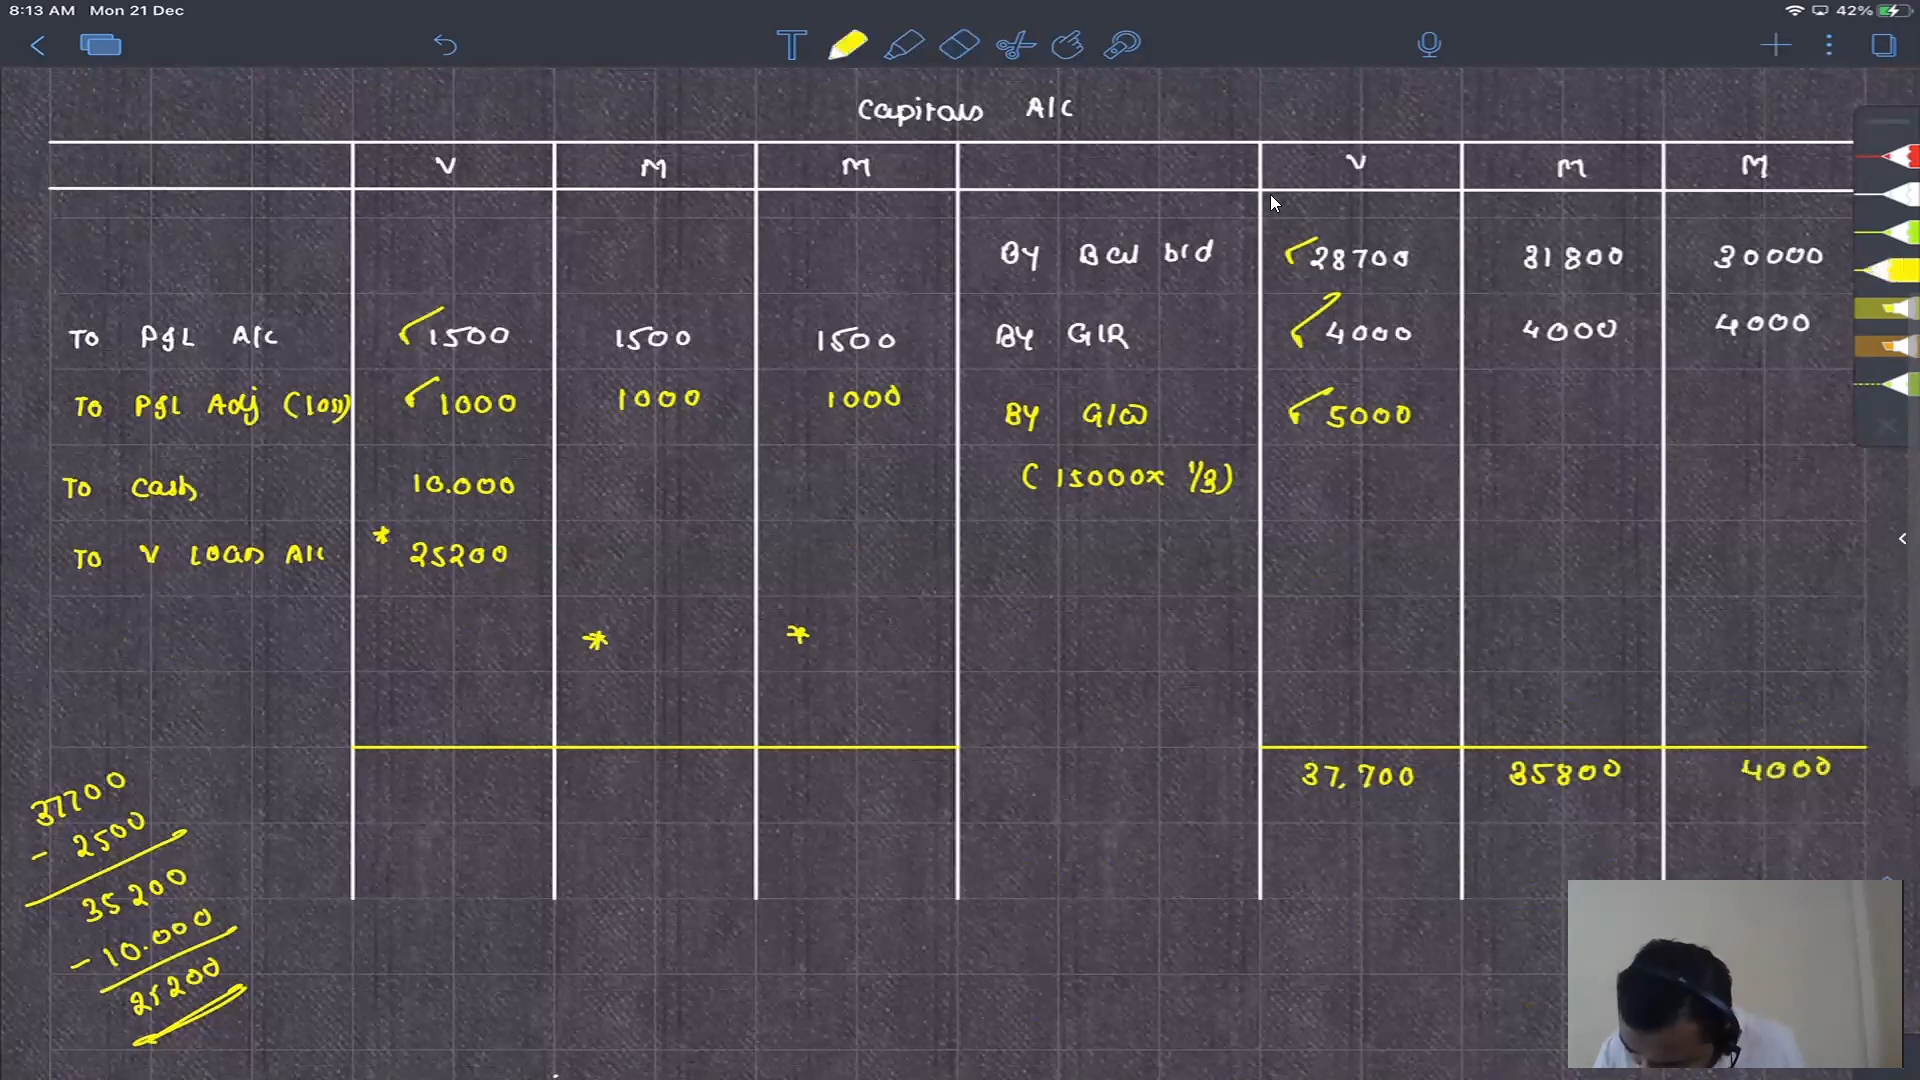 8:13 AM Mon 21 Dec 42%
T
Capitals A/C
V M M V M M
By Bal b/d 28700 31800 30000
To P&L A/c 1500 1500 1500 By G/R 4000 4000 4000
To P&L Adj (loss) 1000 1000 1000 By G/W 5000
To Cash 10.000 (15000x 1/3)
To V Loan A/c * 25200
* *
37,700 35800 4000
37700
- 2500
35200
- 10.000
25200